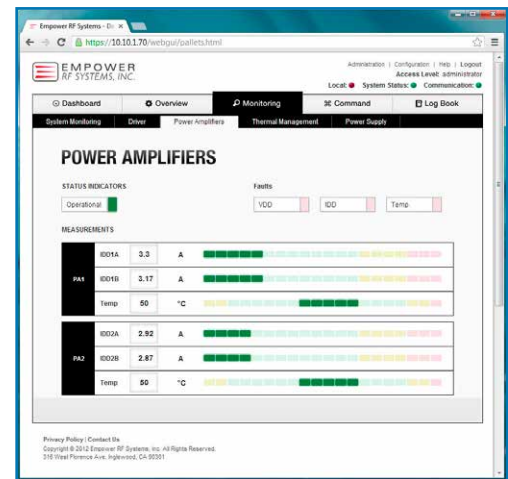 Empower RF Systems - Da
https://10.10.1.70/webgui/pallets.html
EMPOWER
RF SYSTEMS, INC.
Administration | Configuration | Help | Logout
Access Level: administrator
Local: System Status: Communication:
Dashboard Overview Monitoring Command Log Book
System Monitoring Driver Power Amplifiers Thermal Management Power Supply
POWER AMPLIFIERS
STATUS INDICATORS Faults
Operational VDD IDD Temp
MEASUREMENTS
IDD1A 3.3 A
PA1 IDD1B 3.17 A
Temp 50 °C
IDD2A 2.92 A
PA2 IDD2B 2.87 A
Temp 50 °C
Privacy Policy | Contact Us
Copyright © 2012 Empower RF Systems, Inc. All Rights Reserved.
316 West Florence Ave. Inglewood, CA 90301